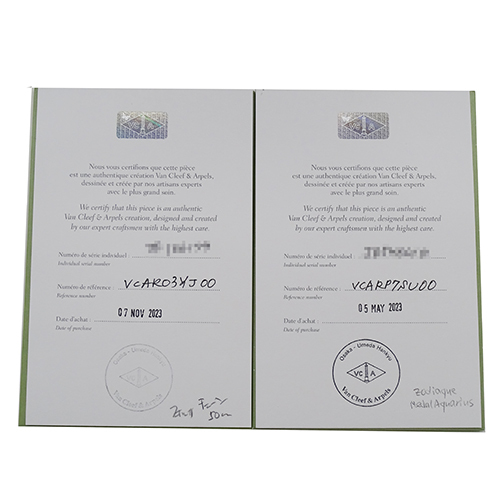 Nous vous certifions que cette pièce
est une authentique création Van Cleef & Arpels,
dessinée et créée par nos artisans experts
avec le plus grand soin.
We certify that this piece is an authentic
Van Cleef & Arpels creation, designed and created
by our expert craftsmen with the highest care.
Numéro de série individuel :
Individual serial number
Numéro de référence : VCARO3YJ00
Reference number
Date d'achat : 07 NOV 2023
Date of purchase
VC A
Van Cleef & Arpels
50cm
Nous vous certifions que cette pièce
est une authentique création Van Cleef & Arpels,
dessinée et créée par nos artisans experts
avec le plus grand soin.
We certify that this piece is an authentic
Van Cleef & Arpels creation, designed and created
by our expert craftsmen with the highest care.
Numéro de série individuel :
Individual serial number
Numéro de référence : VCARP7SU00
Reference number
Date d'achat : 05 MAY 2023
Date of purchase
Osaka - Umeda Hankyu
VC A
Van Cleef & Arpels
Zodiaque
Medal Aquarius